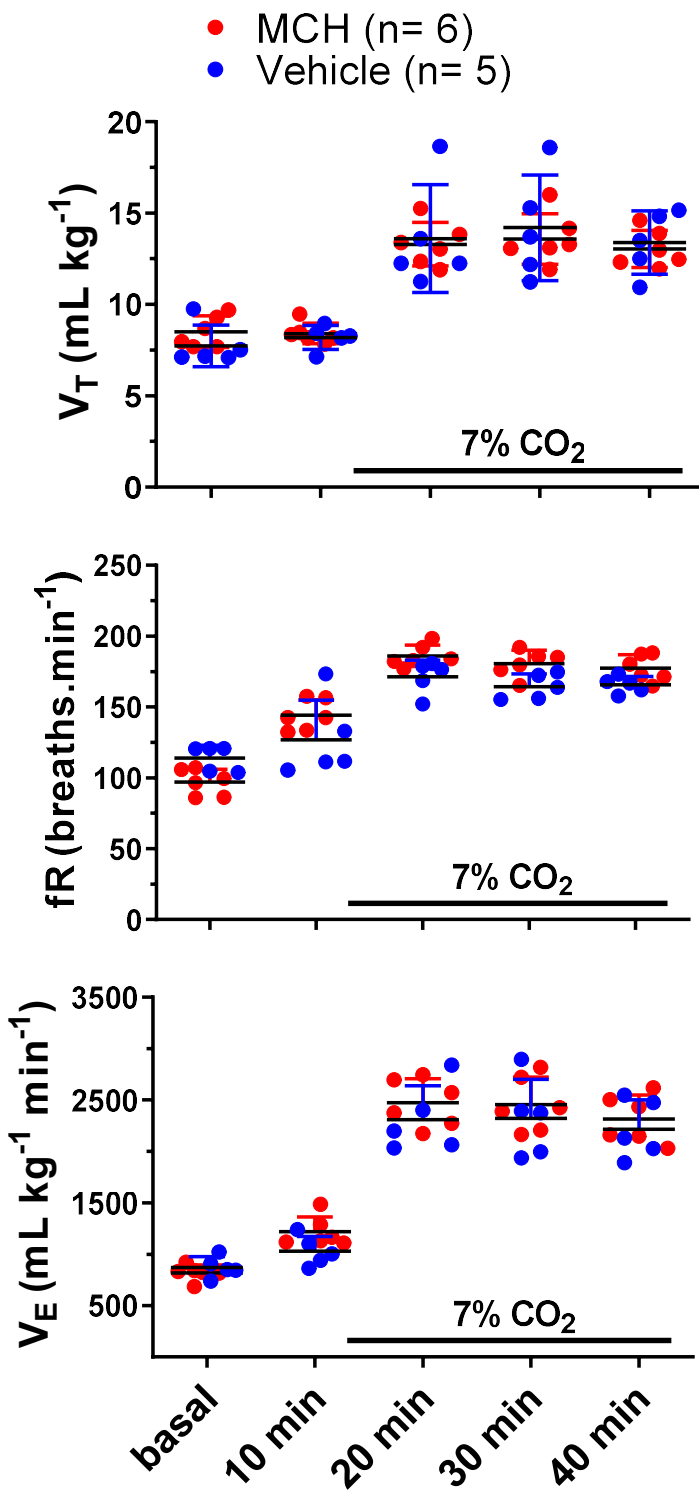 MCH (n= 6)
Vehicle (n= 5)
V_T (mL kg⁻¹)
20
15
10
5
0
7% CO₂
fR (breaths.min⁻¹)
250
200
150
100
50
0
7% CO₂
V_E (mL kg⁻¹ min⁻¹)
3500
2500
1500
500
7% CO₂
basal
10 min
20 min
30 min
40 min